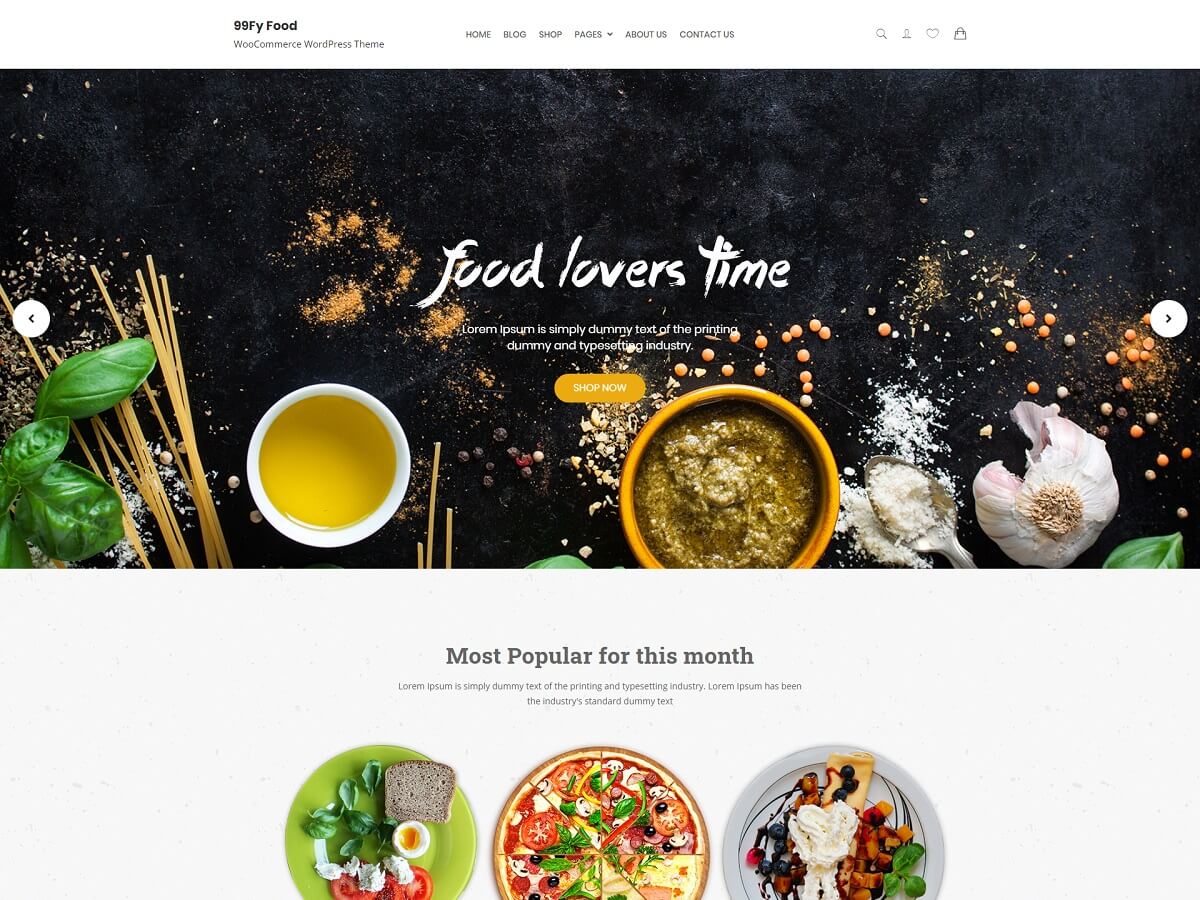 99Fy Food
WooCommerce WordPress Theme
HOME BLOG SHOP PAGES ABOUT US CONTACT US
food lovers time
Lorem Ipsum is simply dummy text of the printing
dummy and typesetting industry.
SHOP NOW
Most Popular for this month
Lorem Ipsum is simply dummy text of the printing and typesetting industry. Lorem Ipsum has been
the industry's standard dummy text